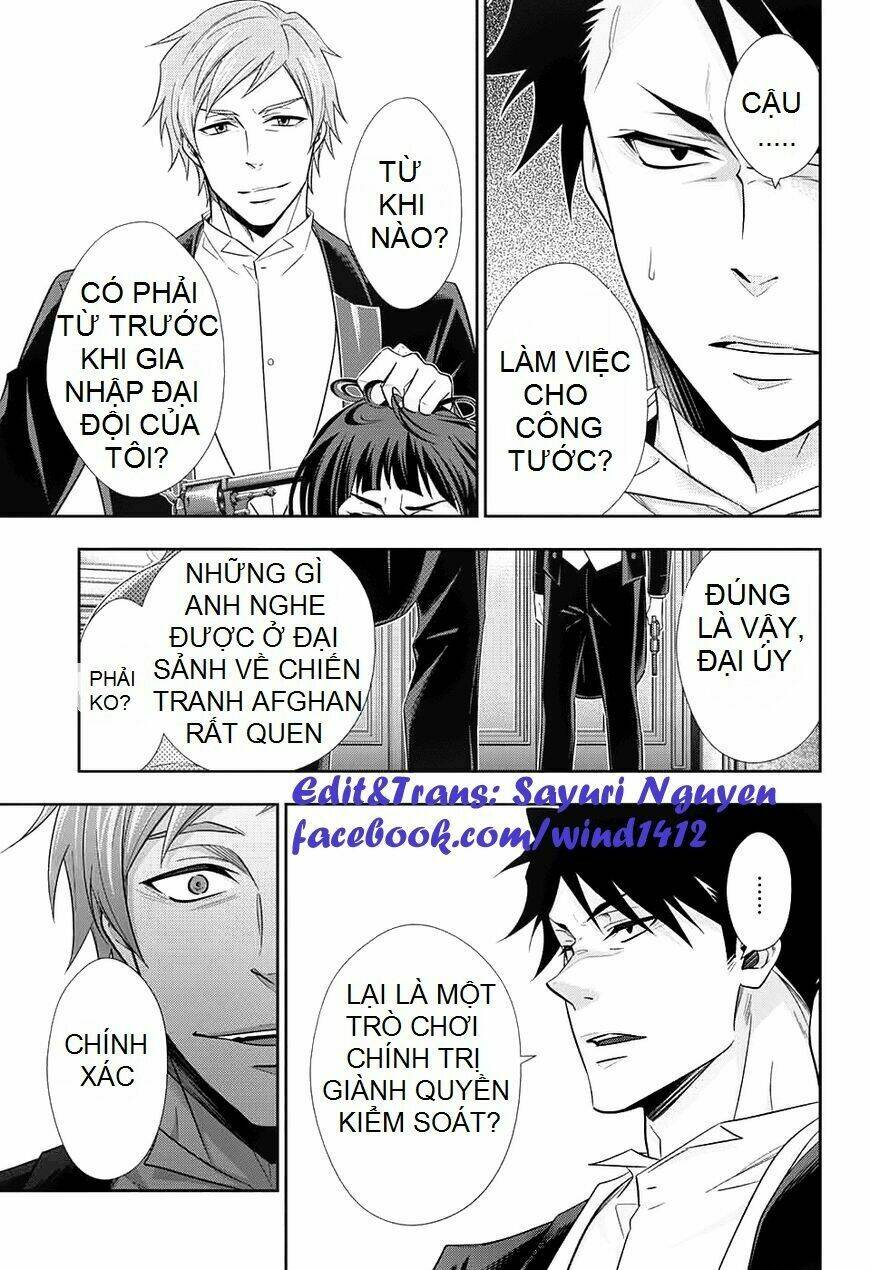 CẬU
.....
LÀM VIỆC
CHO
CÔNG
TƯỚC?
TỪ
KHI
NÀO?
CÓ PHẢI
TỪ TRƯỚC
KHI GIA
NHẬP ĐẠI
ĐỘI CỦA
TÔI?
ĐÚNG
LÀ VẬY,
ĐẠI ÚY
NHỮNG GÌ
ANH NGHE
ĐƯỢC Ở ĐẠI
SẢNH VỀ CHIẾN
TRANH AFGHAN
RẤT QUEN
PHẢI
KO?
Edit&Trans: Sayuri Nguyen
facebook.com/wind1412
......
LẠI LÀ MỘT
TRÒ CHƠI
CHÍNH TRỊ
GIÀNH QUYỀN
KIỂM SOÁT?
CHÍNH
XÁC